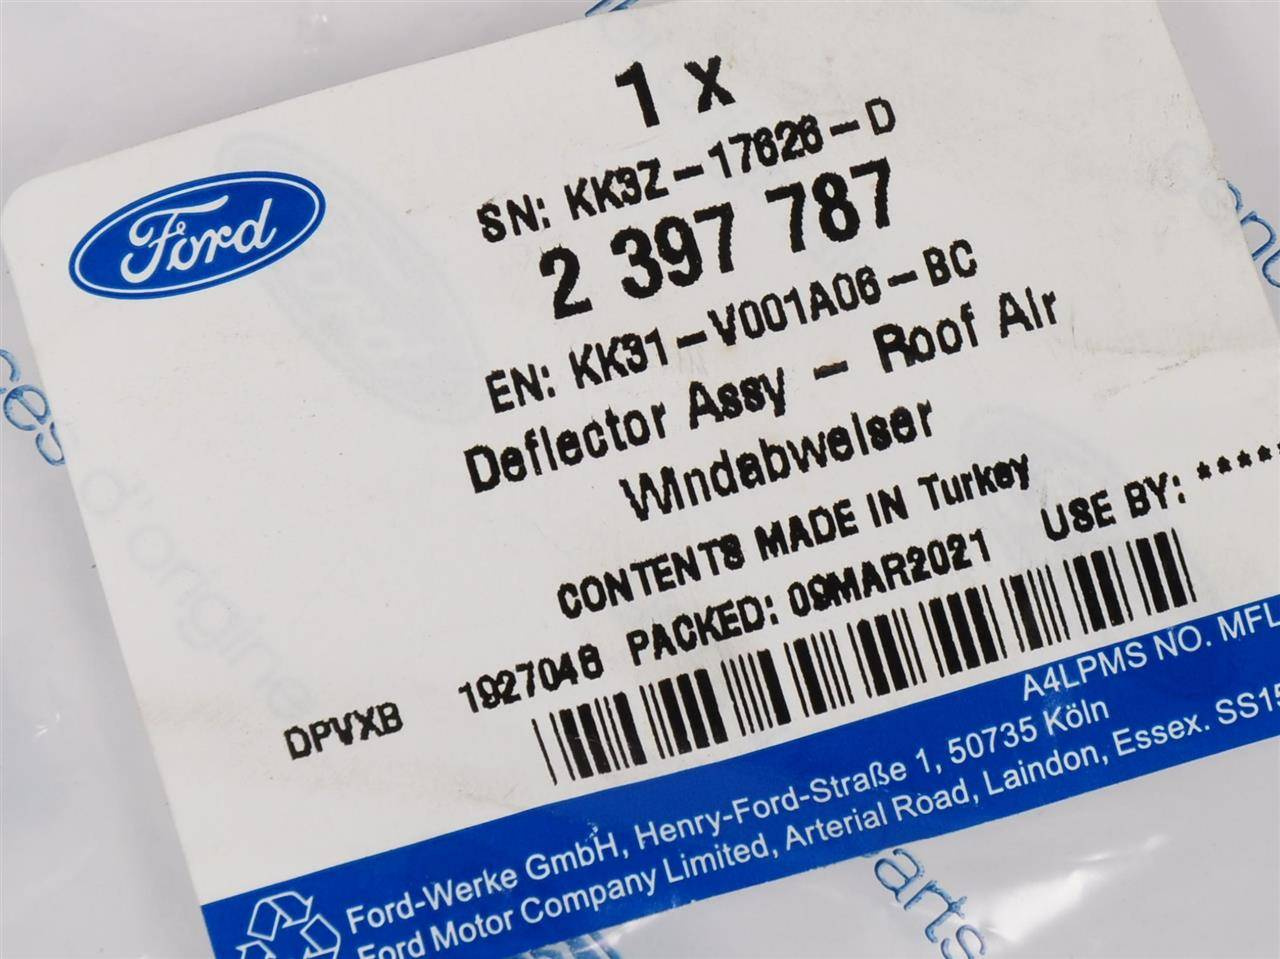 Ford
1 x
SN: KK3Z-17626-D
2 397 787
EN: KK31-V001A06-BC
Deflector Assy - Roof Air
Windabweiser
CONTENTS MADE IN Turkey
1927046 PACKED: 09MAR2021 USE BY: *****
DPVXB
A4LPMS NO. MFL
Ford-Werke GmbH, Henry-Ford-Straße 1, 50735 Köln
Ford Motor Company Limited, Arterial Road, Laindon, Essex. SS15
d'origine
arts